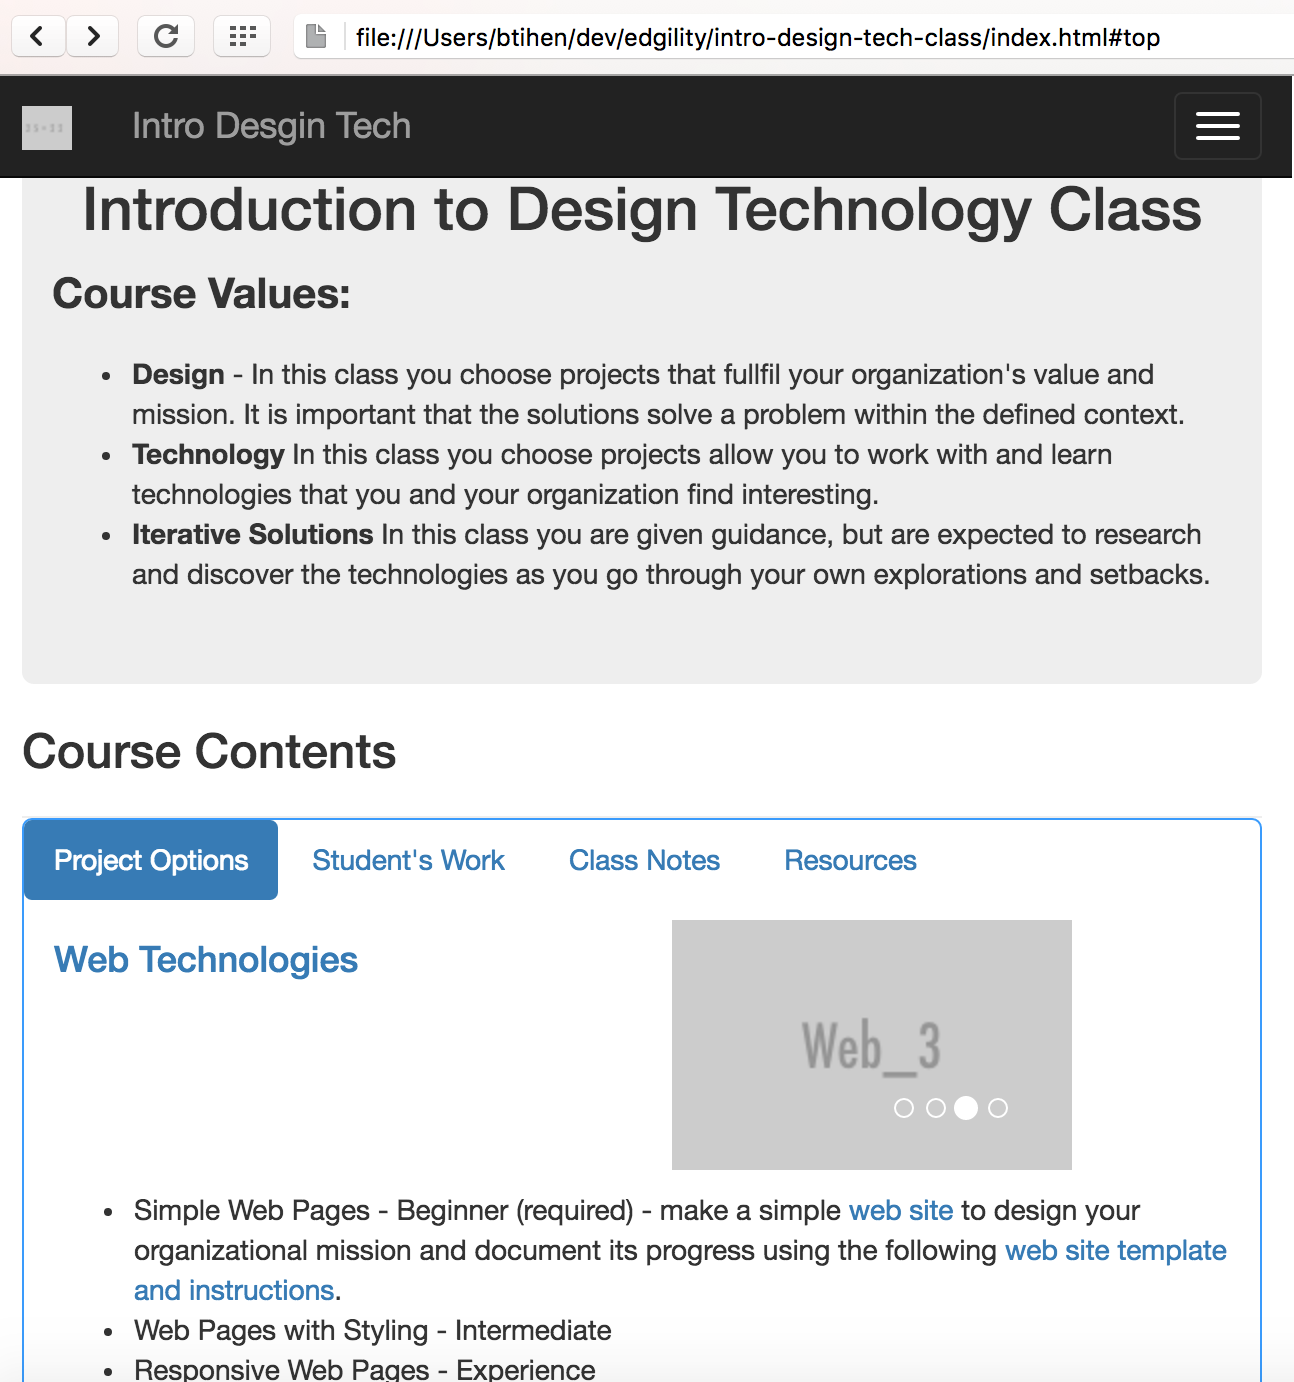 file:///Users/btihen/dev/edgility/intro-design-tech-class/index.html#top
Intro Desgin Tech
Introduction to Design Technology Class
Course Values:
Design - In this class you choose projects that fullfil your organization's value and
mission. It is important that the solutions solve a problem within the defined context.
Technology In this class you choose projects allow you to work with and learn
technologies that you and your organization find interesting.
Iterative Solutions In this class you are given guidance, but are expected to research
and discover the technologies as you go through your own explorations and setbacks.
Course Contents
Project Options Student's Work Class Notes Resources
Web Technologies
Web_3
Simple Web Pages - Beginner (required) - make a simple web site to design your
organizational mission and document its progress using the following web site template
and instructions.
Web Pages with Styling - Intermediate
Responsive Web Pages - Experience